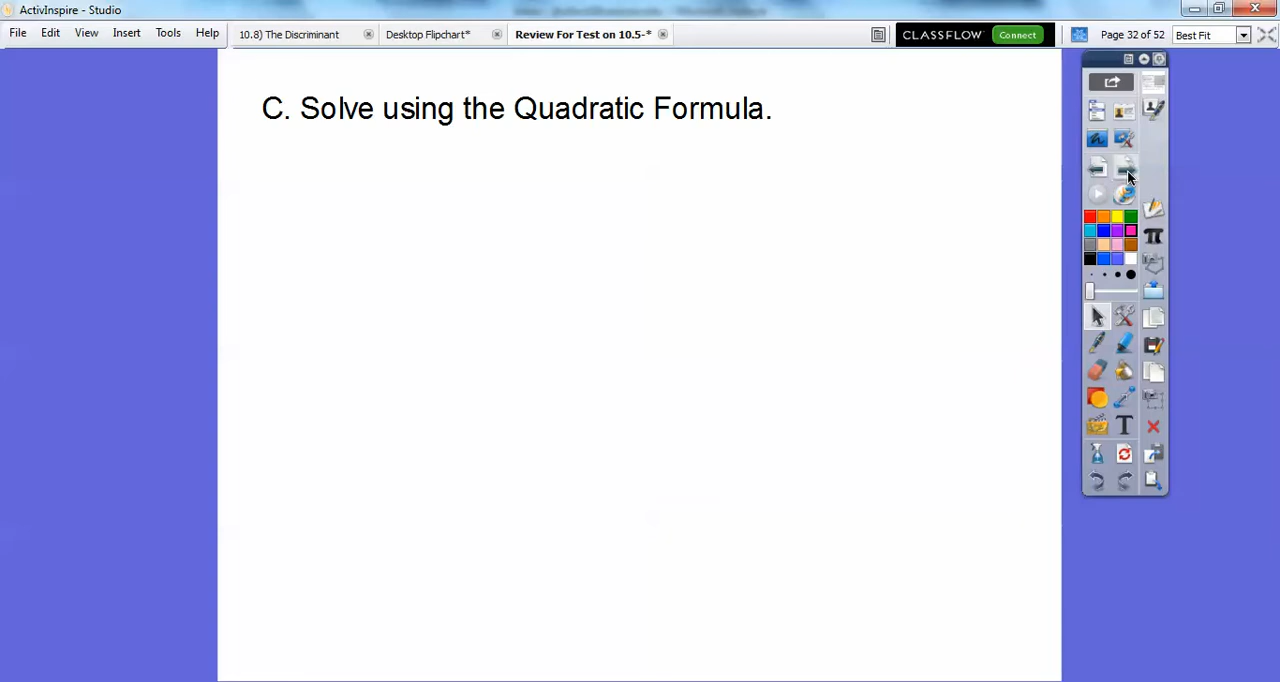 ActivInspire - Studio
File Edit View Insert Tools Help
10.8) The Discriminant
Desktop Flipchart*
Review For Test on 10.5-*
CLASSFLOW Connect
Page 32 of 52
Best Fit
C. Solve using the Quadratic Formula.